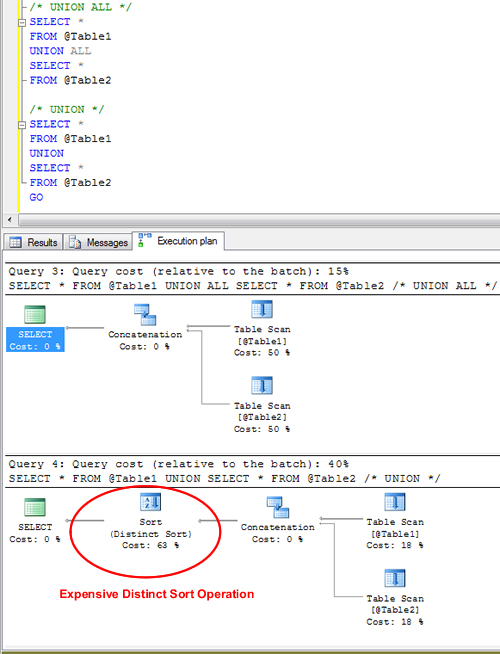 /* UNION ALL */
SELECT *
FROM @Table1
UNION ALL
SELECT *
FROM @Table2
/* UNION */
SELECT *
FROM @Table1
UNION
SELECT *
FROM @Table2
GO
Results Messages Execution plan
Query 3: Query cost (relative to the batch): 15%
SELECT * FROM @Table1 UNION ALL SELECT * FROM @Table2 /* UNION ALL */
SELECT
Cost: 0 %
Concatenation
Cost: 0 %
Table Scan
[@Table1]
Cost: 50 %
Table Scan
[@Table2]
Cost: 50 %
Query 4: Query cost (relative to the batch): 40%
SELECT * FROM @Table1 UNION SELECT * FROM @Table2 /* UNION */
SELECT
Cost: 0 %
Sort
(Distinct Sort)
Cost: 63 %
Concatenation
Cost: 0 %
Table Scan
[@Table1]
Cost: 18 %
Table Scan
[@Table2]
Cost: 18 %
Expensive Distinct Sort Operation